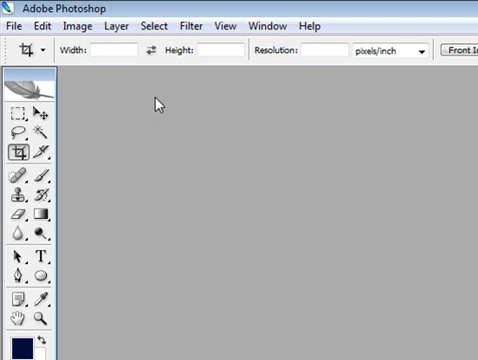 Adobe Photoshop
File Edit Image Layer Select Filter View Window Help
Width: Height: Resolution: pixels/inch Front I
T